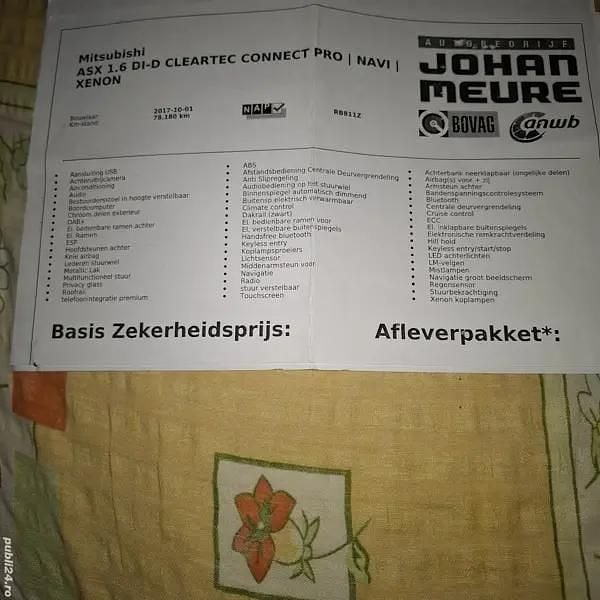 Mitsubishi
ASX 1.6 DI-D CLEARTEC CONNECT PRO | NAVI |
XENON
AUTOBEDRIJF
JOHAN
MEURE
BOVAG
anwb
Bouwjaar 2017-10-01
Km-stand 78.180 km
NAP
RB811Z
Aansluiting USB
Achteruitrijcamera
Airconditioning
Audio
Bestuurdersstoel in hoogte verstelbaar
Boordcomputer
Chroom delen exterieur
DAB+
El. bedienbare ramen achter
El. Ramen
ESP
Hoofdsteunen achter
Knie airbag
Lederen stuurwiel
Metallic Lak
Multifunctioneel stuur
Privacy glass
Roofrail
telefoonintegratie premium
ABS
Afstandsbediening Centrale Deurvergrendeling
Anti Slipregeling
Audiobediening op het stuurwiel
Binnenspiegel automatisch dimmend
Buitensp elektrisch verwarmbaar
Climate control
Dakrail (zwart)
El. bedienbare ramen voor
El. verstelbare buitenspiegels
Handsfree bluetooth
Keyless entry
Koplampsproeiers
Lichtsensor
Middenarmsteun voor
Navigatie
Radio
stuur verstelbaar
Touchscreen
Achterbank neerklapbaar (ongelijke delen)
Airbag(s) voor + zij
Armsteun achter
Bandenspanningscontrolesysteem
Bluetooth
Centrale deurvergrendeling
Cruise control
ECC
El. inklapbare buitenspiegels
Elektronische remkrachtverdeling
Hill hold
Keyless entry/start/stop
LED achterlichten
LM-velgen
Mistlampen
Navigatie groot beeldscherm
Regensensor
Stuurbekrachtiging
Xenon koplampen
Basis Zekerheidsprijs:
Afleverpakket*:
publi24.ro